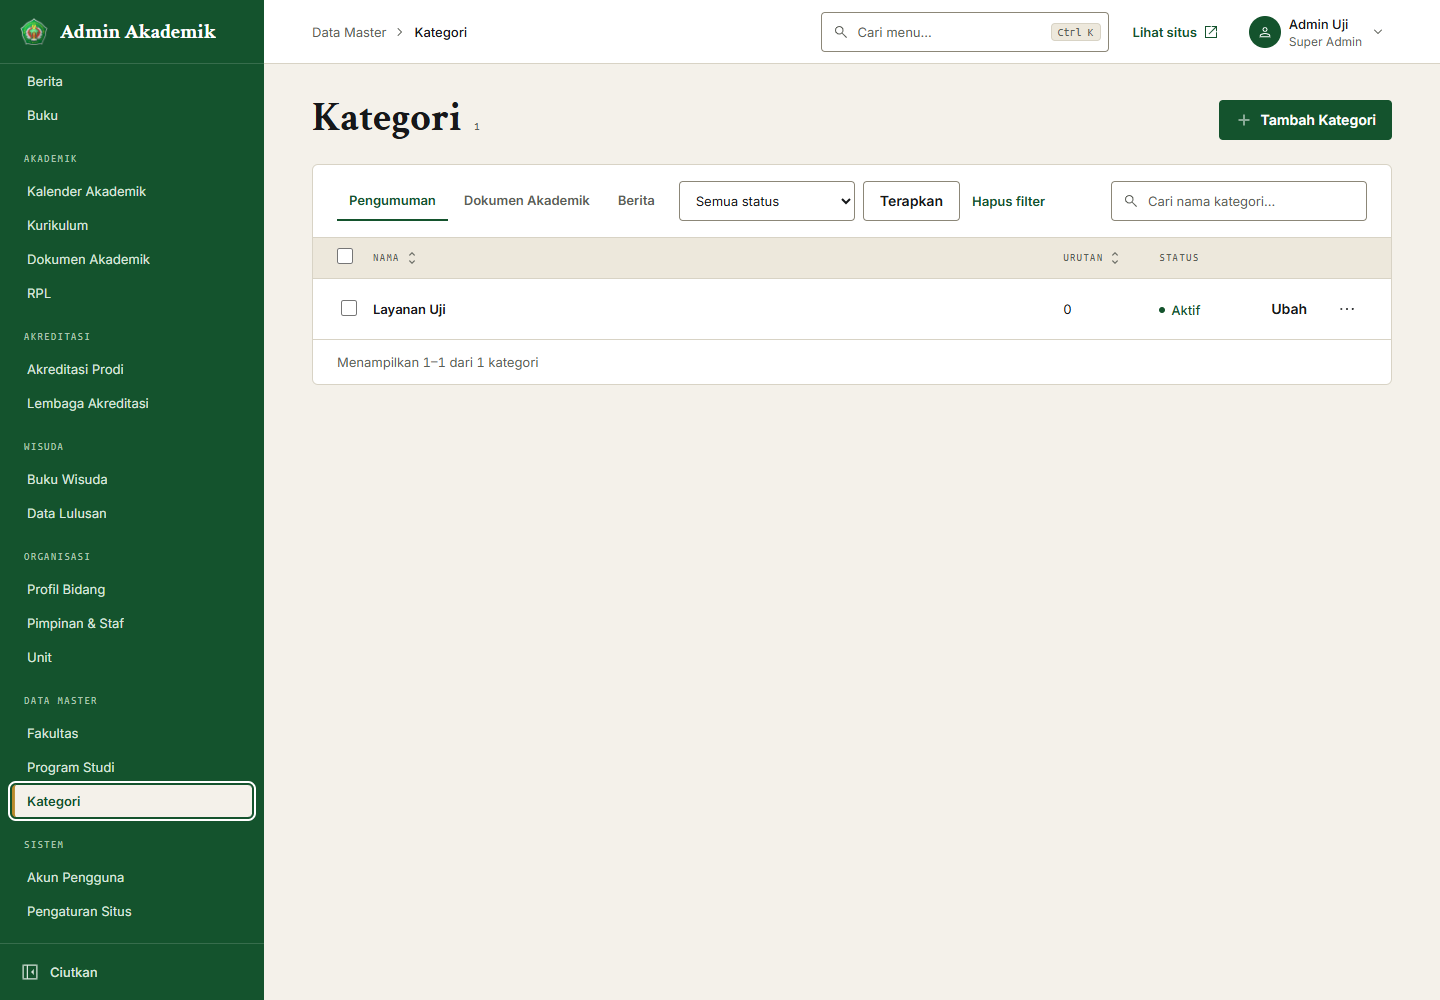 Admin Akademik
Berita
Buku
AKADEMIK
Kalender Akademik
Kurikulum
Dokumen Akademik
RPL
AKREDITASI
Akreditasi Prodi
Lembaga Akreditasi
WISUDA
Buku Wisuda
Data Lulusan
ORGANISASI
Profil Bidang
Pimpinan & Staf
Unit
DATA MASTER
Fakultas
Program Studi
Kategori
SISTEM
Akun Pengguna
Pengaturan Situs
Ciutkan
Data Master > Kategori
Cari menu... Ctrl K
Lihat situs
Admin Uji
Super Admin
Kategori 1
+ Tambah Kategori
Pengumuman Dokumen Akademik Berita Semua status Terapkan Hapus filter Cari nama kategori...
NAMA URUTAN STATUS
Layanan Uji 0 Aktif Ubah ...
Menampilkan 1–1 dari 1 kategori